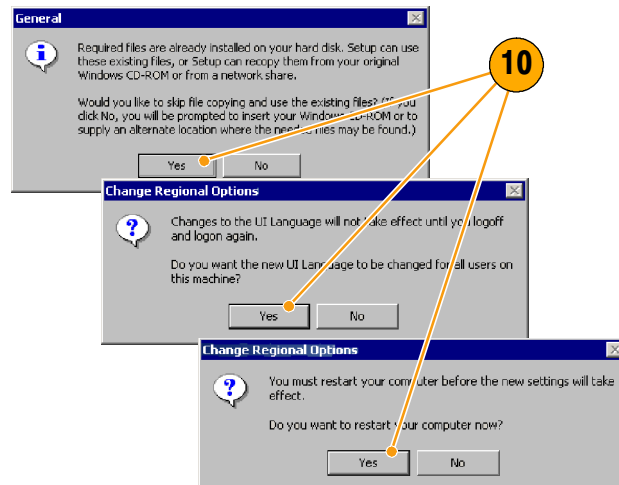 General
Required files are already installed on your hard disk. Setup can use
these existing files, or Setup can recopy them from your original
Windows CD-ROM or from a network share.
Would you like to skip file copying and use the existing files? (If you
click No, you will be prompted to insert your Windows CD-ROM or to
supply an alternate location where the needed files may be found.)
Yes
No
10
Change Regional Options
Changes to the UI Language will not take effect until you logoff
and logon again.
Do you want the new UI Language to be changed for all users on
this machine?
Yes
No
Change Regional Options
You must restart your computer before the new settings will take
effect.
Do you want to restart your computer now?
Yes
No